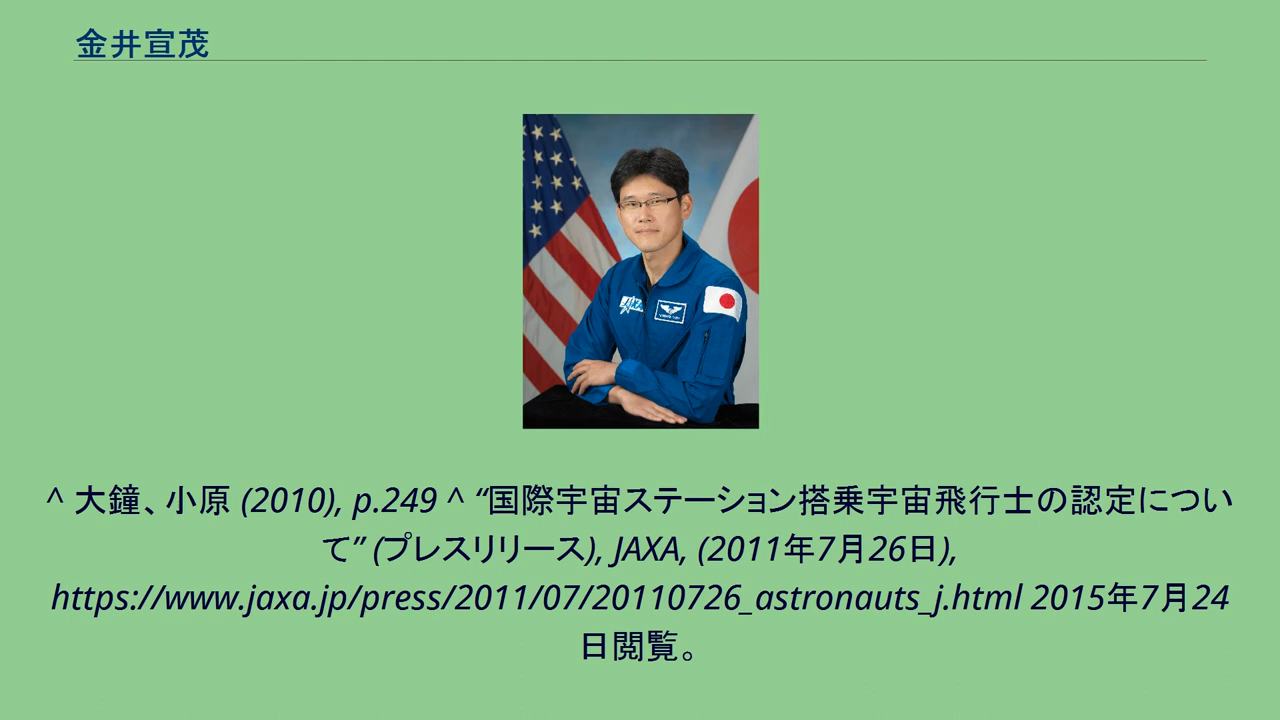 金井宣茂
^ 大鐘、小原 (2010), p.249 ^ “国際宇宙ステーション搭乗宇宙飛行士の認定につい
て” (プレスリリース), JAXA, (2011年7月26日),
https://www.jaxa.jp/press/2011/07/20110726_astronauts_j.html 2015年7月24
日閲覧。